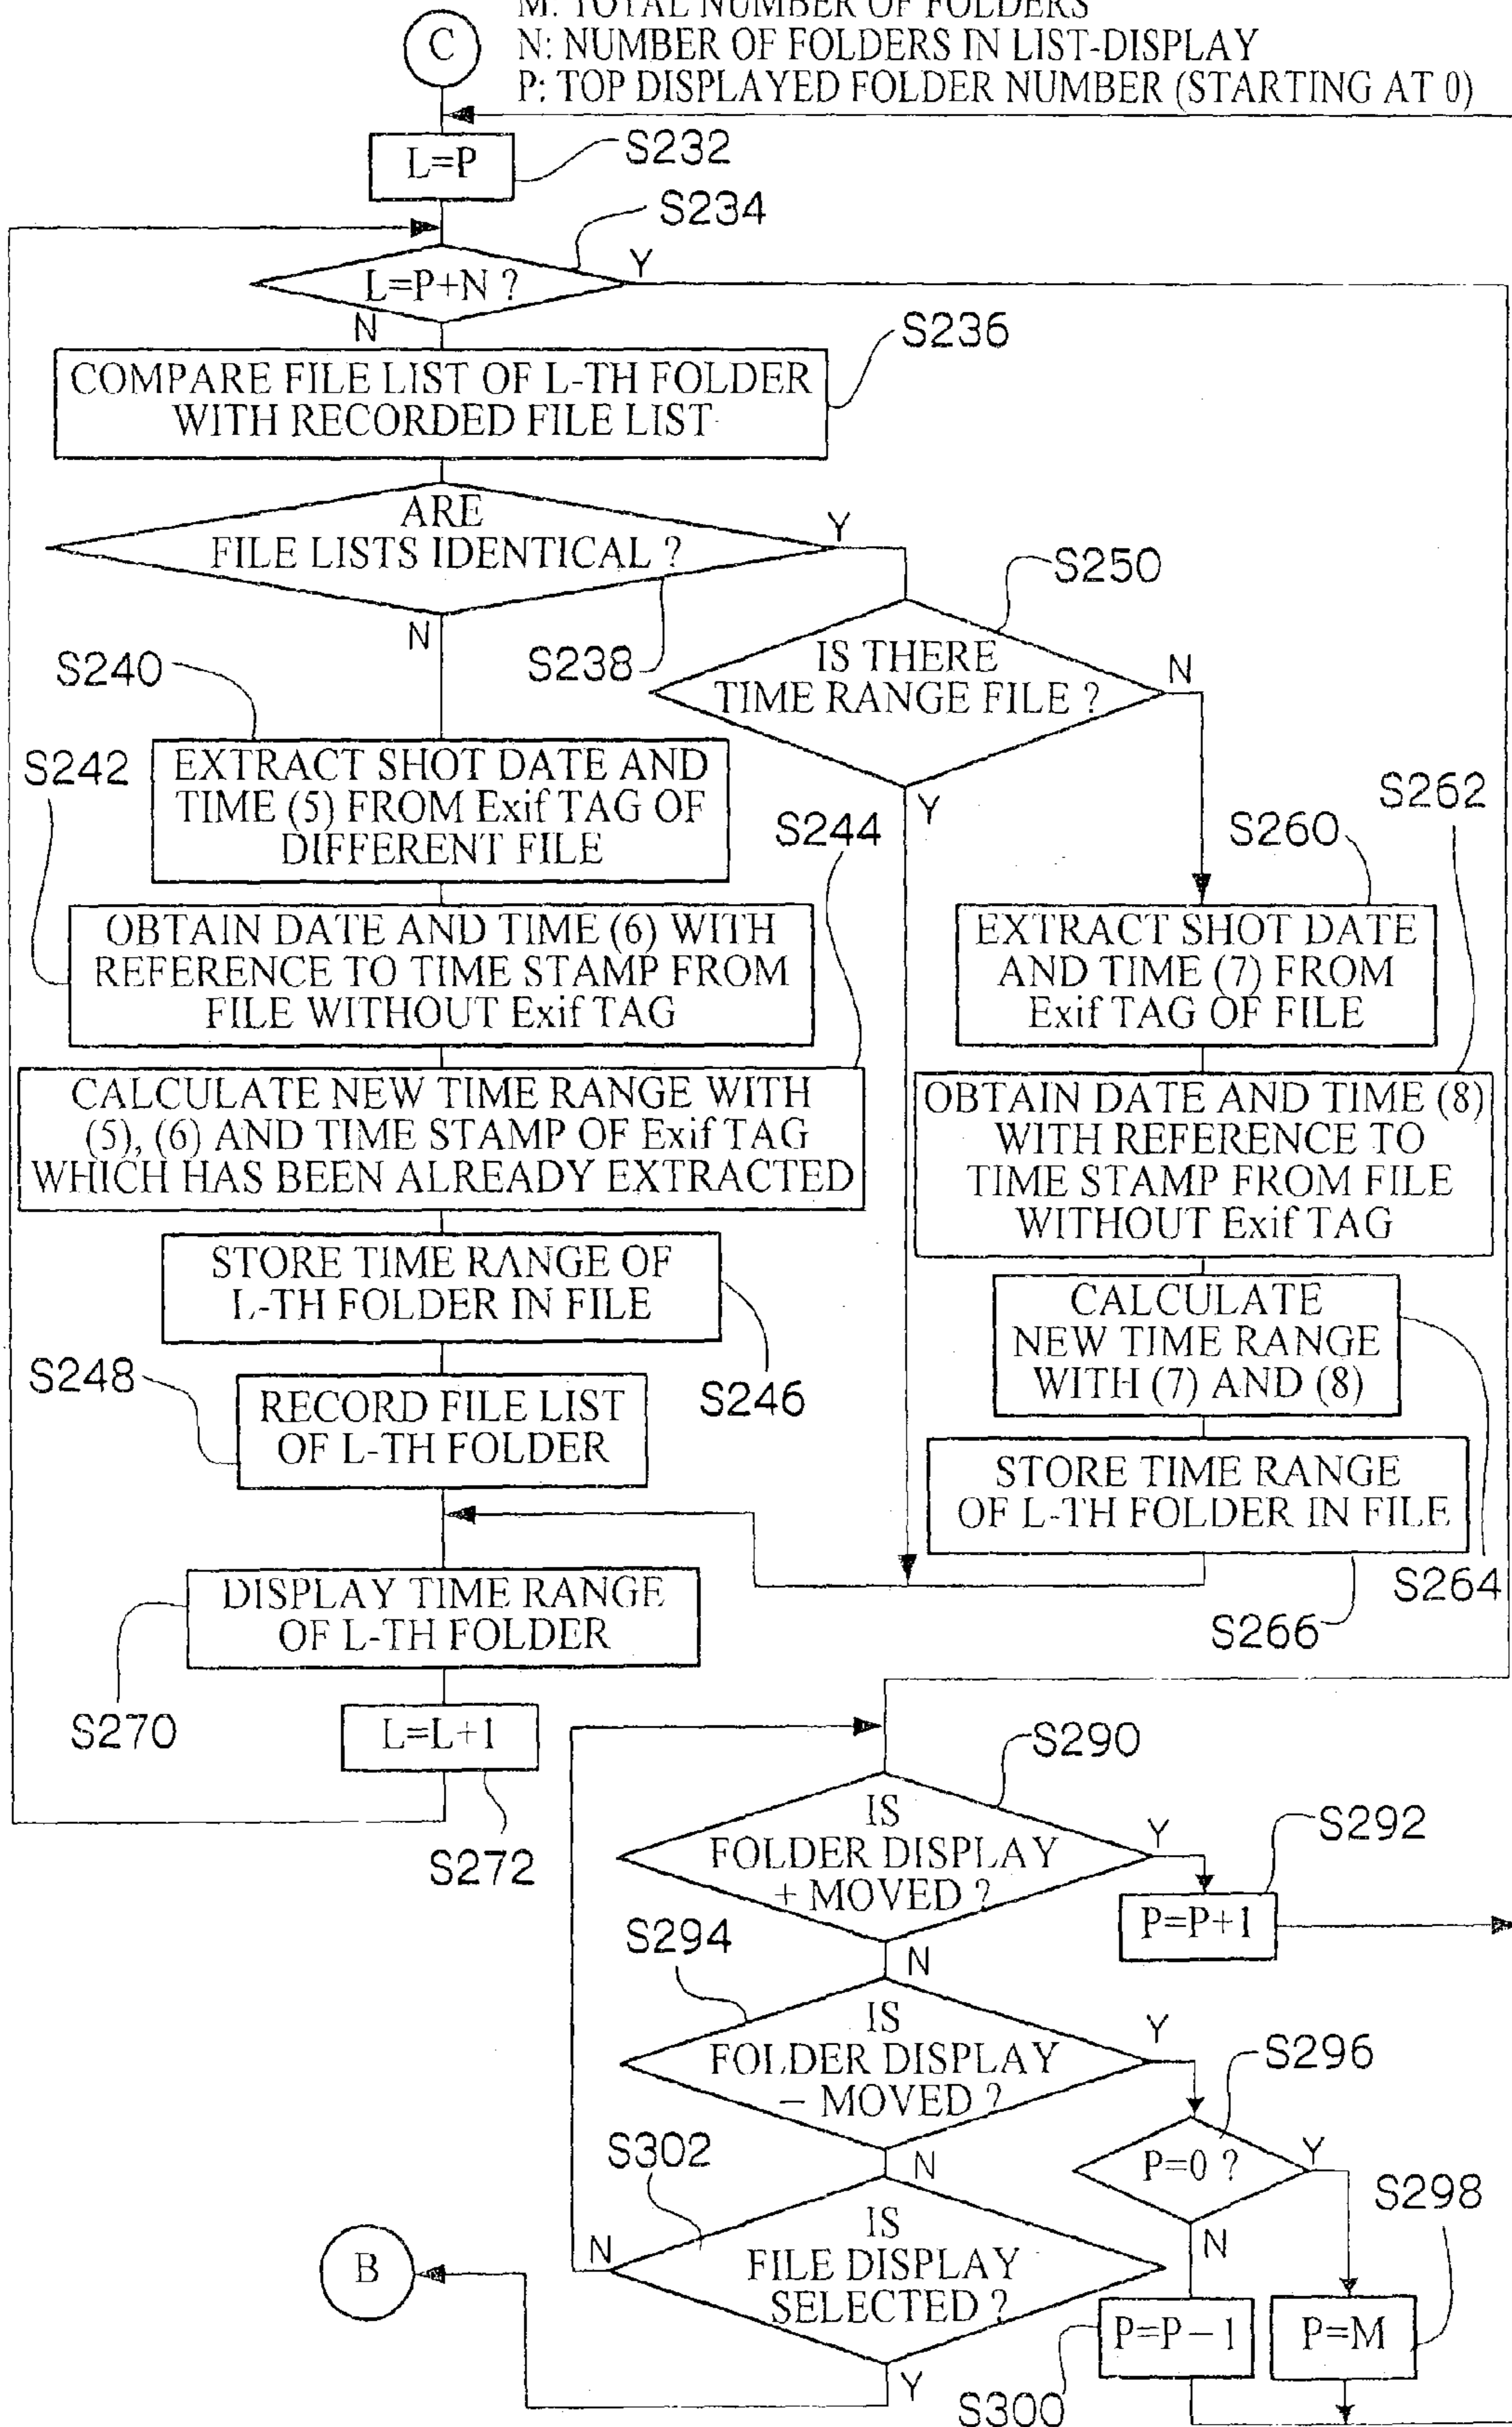 M: TOTAL NUMBER OF FOLDERS
C
N: NUMBER OF FOLDERS IN LIST-DISPLAY
P: TOP DISPLAYED FOLDER NUMBER (STARTING AT 0)
L=P
S232
S234
L=P+N ?
Y
N
S236
COMPARE FILE LIST OF L-TH FOLDER
WITH RECORDED FILE LIST
ARE
FILE LISTS IDENTICAL ?
Y
N
S238
S250
IS THERE
TIME RANGE FILE ?
N
Y
S240
EXTRACT SHOT DATE AND
TIME (5) FROM Exif TAG OF
DIFFERENT FILE
S242
OBTAIN DATE AND TIME (6) WITH
REFERENCE TO TIME STAMP FROM
FILE WITHOUT Exif TAG
S244
CALCULATE NEW TIME RANGE WITH
(5), (6) AND TIME STAMP OF Exif TAG
WHICH HAS BEEN ALREADY EXTRACTED
STORE TIME RANGE OF
L-TH FOLDER IN FILE
S246
S248
RECORD FILE LIST
OF L-TH FOLDER
S260
EXTRACT SHOT DATE
AND TIME (7) FROM
Exif TAG OF FILE
S262
OBTAIN DATE AND TIME (8)
WITH REFERENCE TO
TIME STAMP FROM FILE
WITHOUT Exif TAG
CALCULATE
NEW TIME RANGE
WITH (7) AND (8)
S264
STORE TIME RANGE
OF L-TH FOLDER IN FILE
S266
DISPLAY TIME RANGE
OF L-TH FOLDER
S270
L=L+1
S272
S290
IS
FOLDER DISPLAY
+ MOVED ?
Y
N
S292
P=P+1
S294
IS
FOLDER DISPLAY
− MOVED ?
Y
N
S296
P=0 ?
Y
N
S298
P=M
S300
P=P−1
S302
IS
FILE DISPLAY
SELECTED ?
N
Y
B